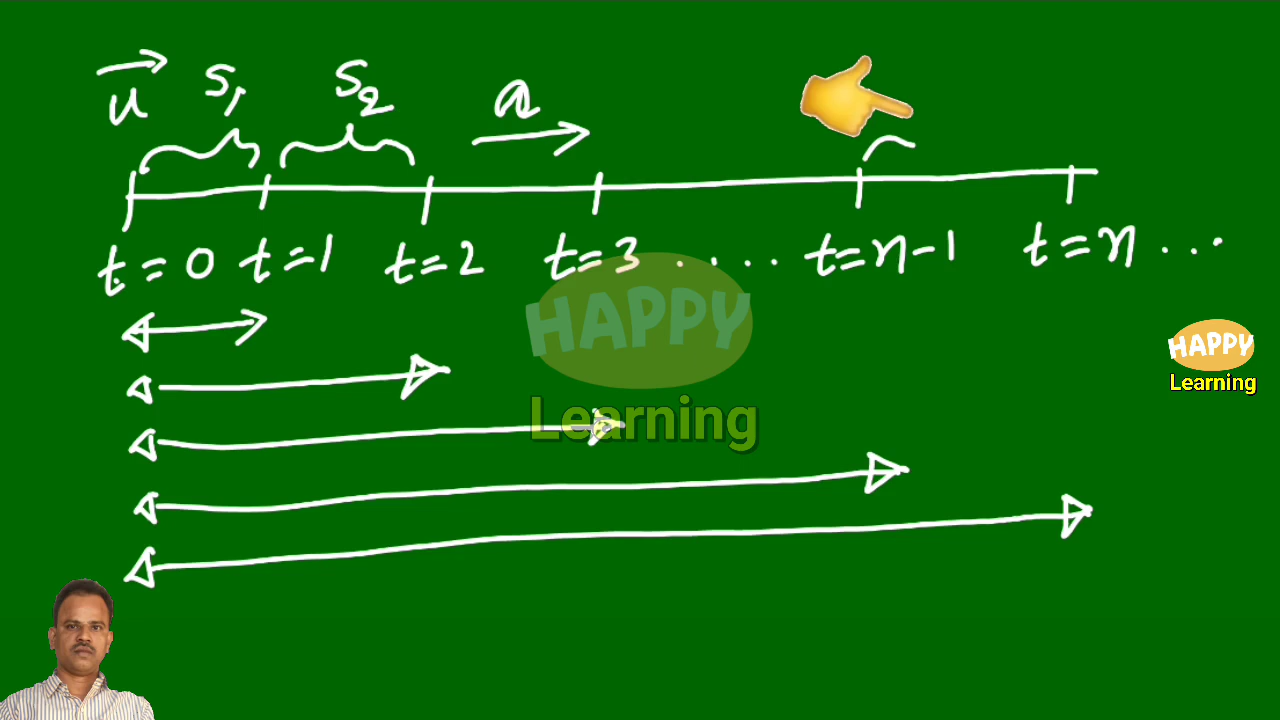 u S₁ S₂ a
t=0 t=1 t=2 t=3 ..... t=n-1 t=n ...
HAPPY
Learning
HAPPY
Learning